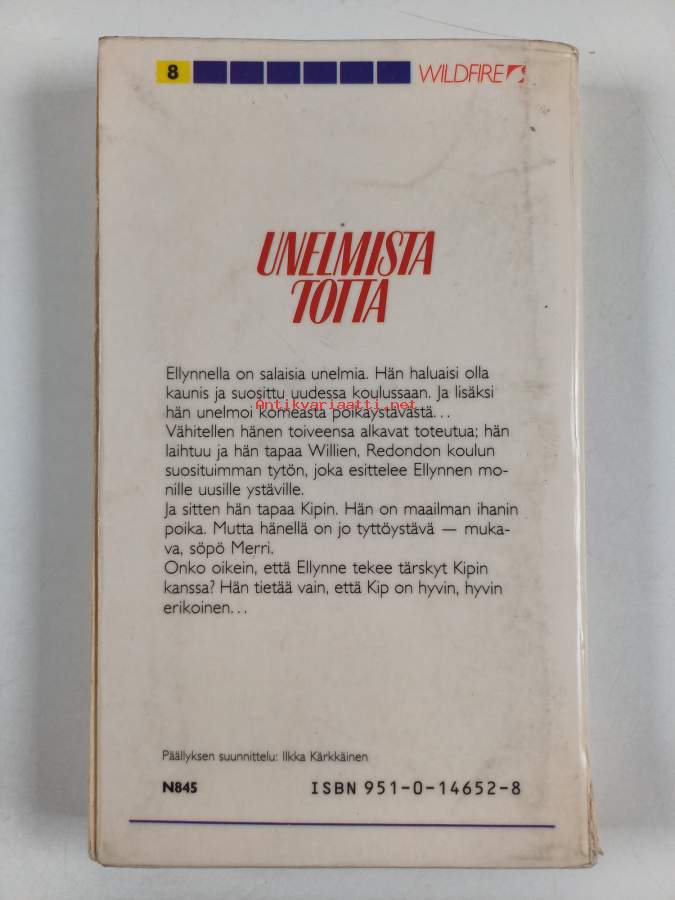 8 WILDFIRE
UNELMISTA
TOTTA
Ellynnella on salaisia unelmia. Hän haluaisi olla
kaunis ja suosittu uudessa koulussaan. Ja lisäksi
hän unelmoi komeasta poikaystävästä...
Antikvariaatti.net
Vähitellen hänen toiveensa alkavat toteutua; hän
laihtuu ja hän tapaa Willien, Redondon koulun
suosituimman tytön, joka esittelee Ellynnen mo-
nille uusille ystäville.
Ja sitten hän tapaa Kipin. Hän on maailman ihanin
poika. Mutta hänellä on jo tyttöystävä — muka-
va, söpö Merri.
Onko oikein, että Ellynne tekee tärskyt Kipin
kanssa? Hän tietää vain, että Kip on hyvin, hyvin
erikoinen...
Päällyksen suunnittelu: Ilkka Kärkkäinen
N845 ISBN 951-0-14652-8